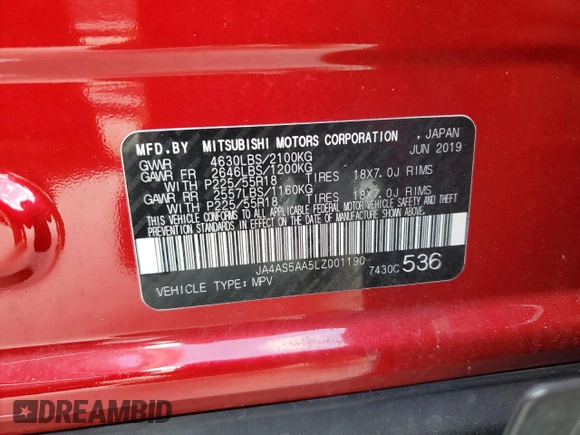 MFD.BY MITSUBISHI MOTORS CORPORATION , JAPAN
GVWR 4630LBS/2100KG JUN 2019
GAWR FR 2646LBS/1200KG
WITH P225/55R18 TIRES 18X7.0J RIMS
GAWR RR 2557LBS/1160KG
WITH P225/55R18 TIRES 18X7.0J RIMS
THIS VEHICLE CONFORMS TO ALL APPLICABLE FEDERAL MOTOR VEHICLE SAFETY AND THEFT
PREVENTION STANDARDS IN EFFECT ON THE DATE OF MANUFACTURE SHOWN ABOVE.
JA4AS5AA5LZ001190
VEHICLE TYPE: MPV 7430C 536
DREAMBID